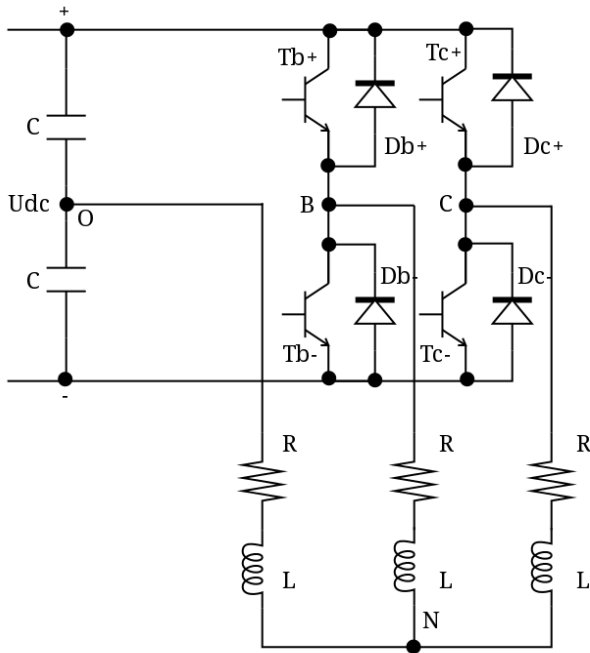 +
Tb+
Tc+
C
Db+
Dc+
Udc
O
B
C
C
Db-
Dc-
Tb-
Tc-
-
R
R
R
L
L
L
N